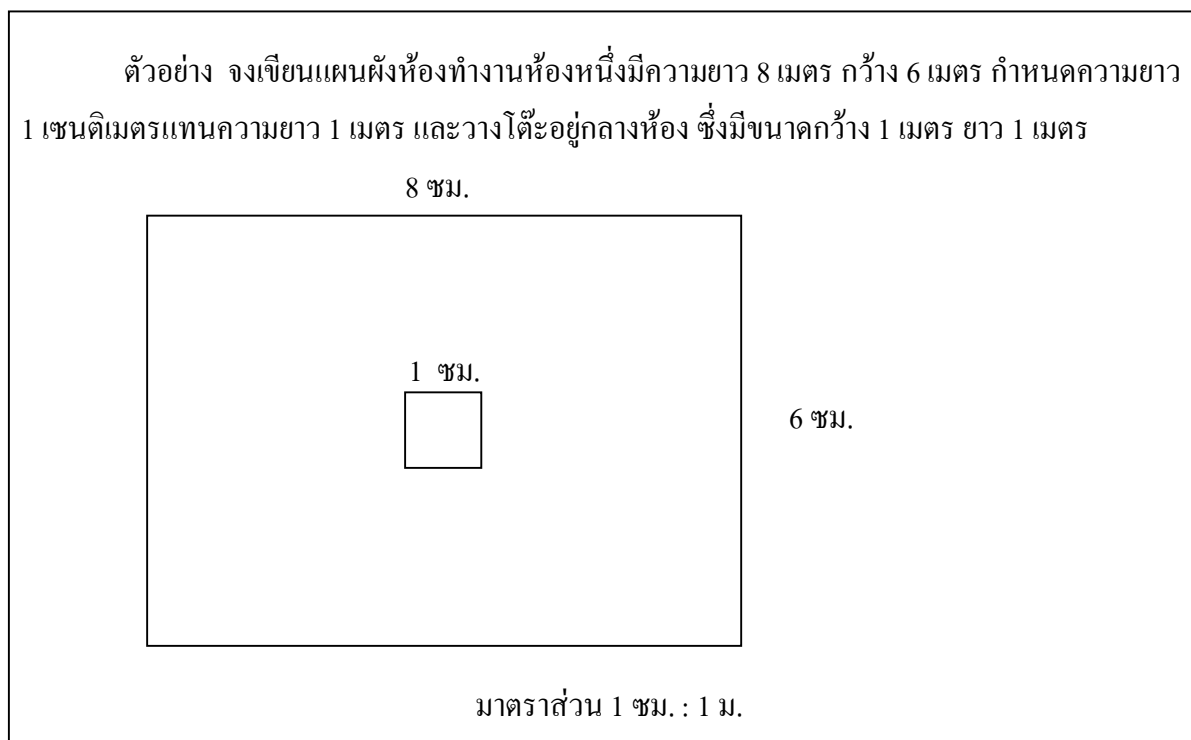 ตัวอย่าง จงเขียนแผนผังห้องทำงานห้องหนึ่งมีความยาว 8 เมตร กว้าง 6 เมตร กำหนดความยาว
1 เซนติเมตรแทนความยาว 1 เมตร และวางโต๊ะอยู่กลางห้อง ซึ่งมีขนาดกว้าง 1 เมตร ยาว 1 เมตร
8 ซม.
1 ซม.
6 ซม.
มาตราส่วน 1 ซม. : 1 ม.